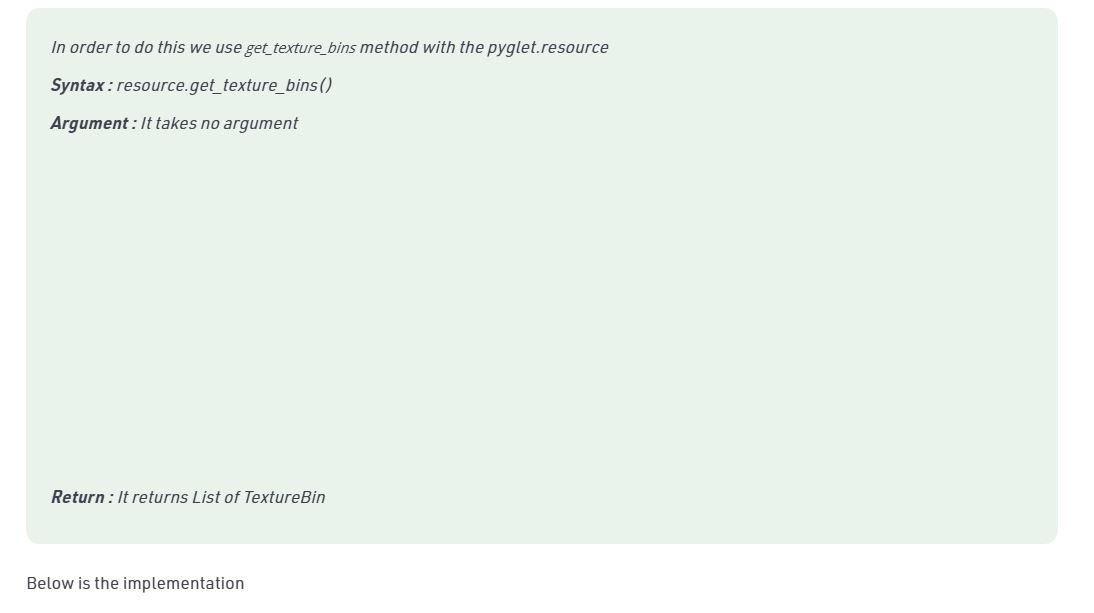 In order to do this we use get_texture_bins method with the pyglet.resource
Syntax : resource.get_texture_bins()
Argument : It takes no argument
Return : It returns List of TextureBin
Below is the implementation